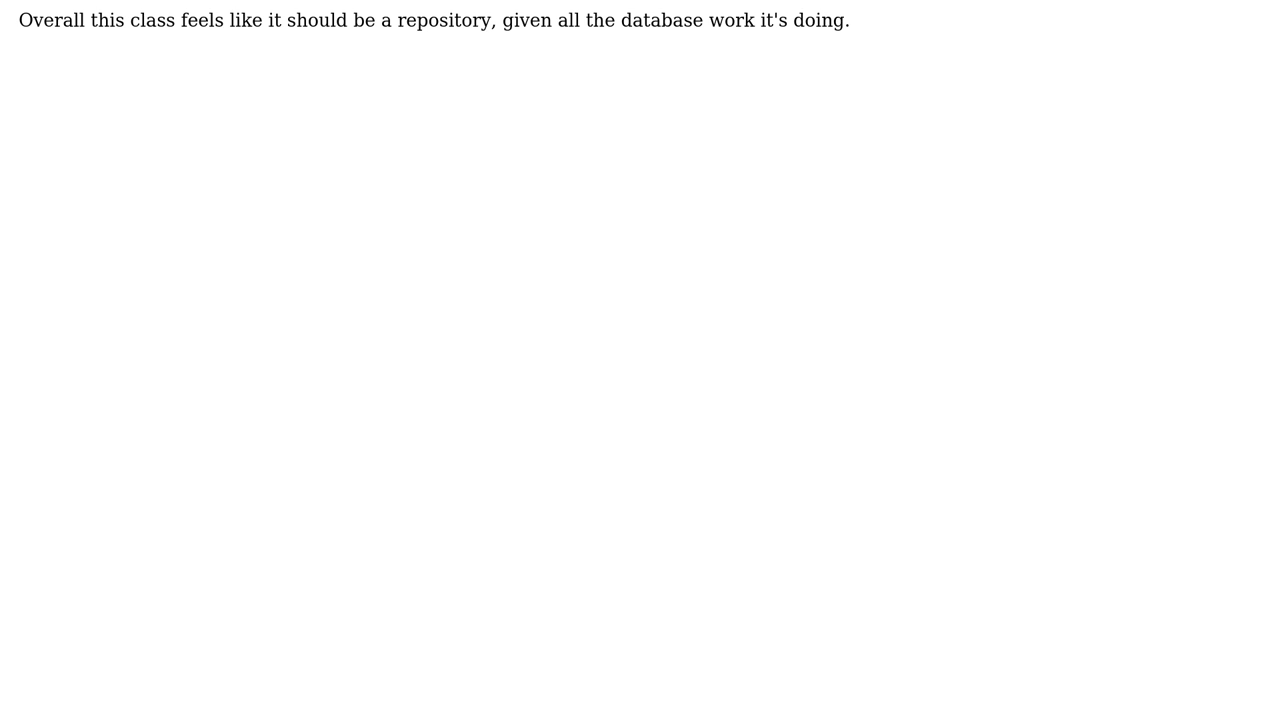 Overall this class feels like it should be a repository, given all the database work it's doing.